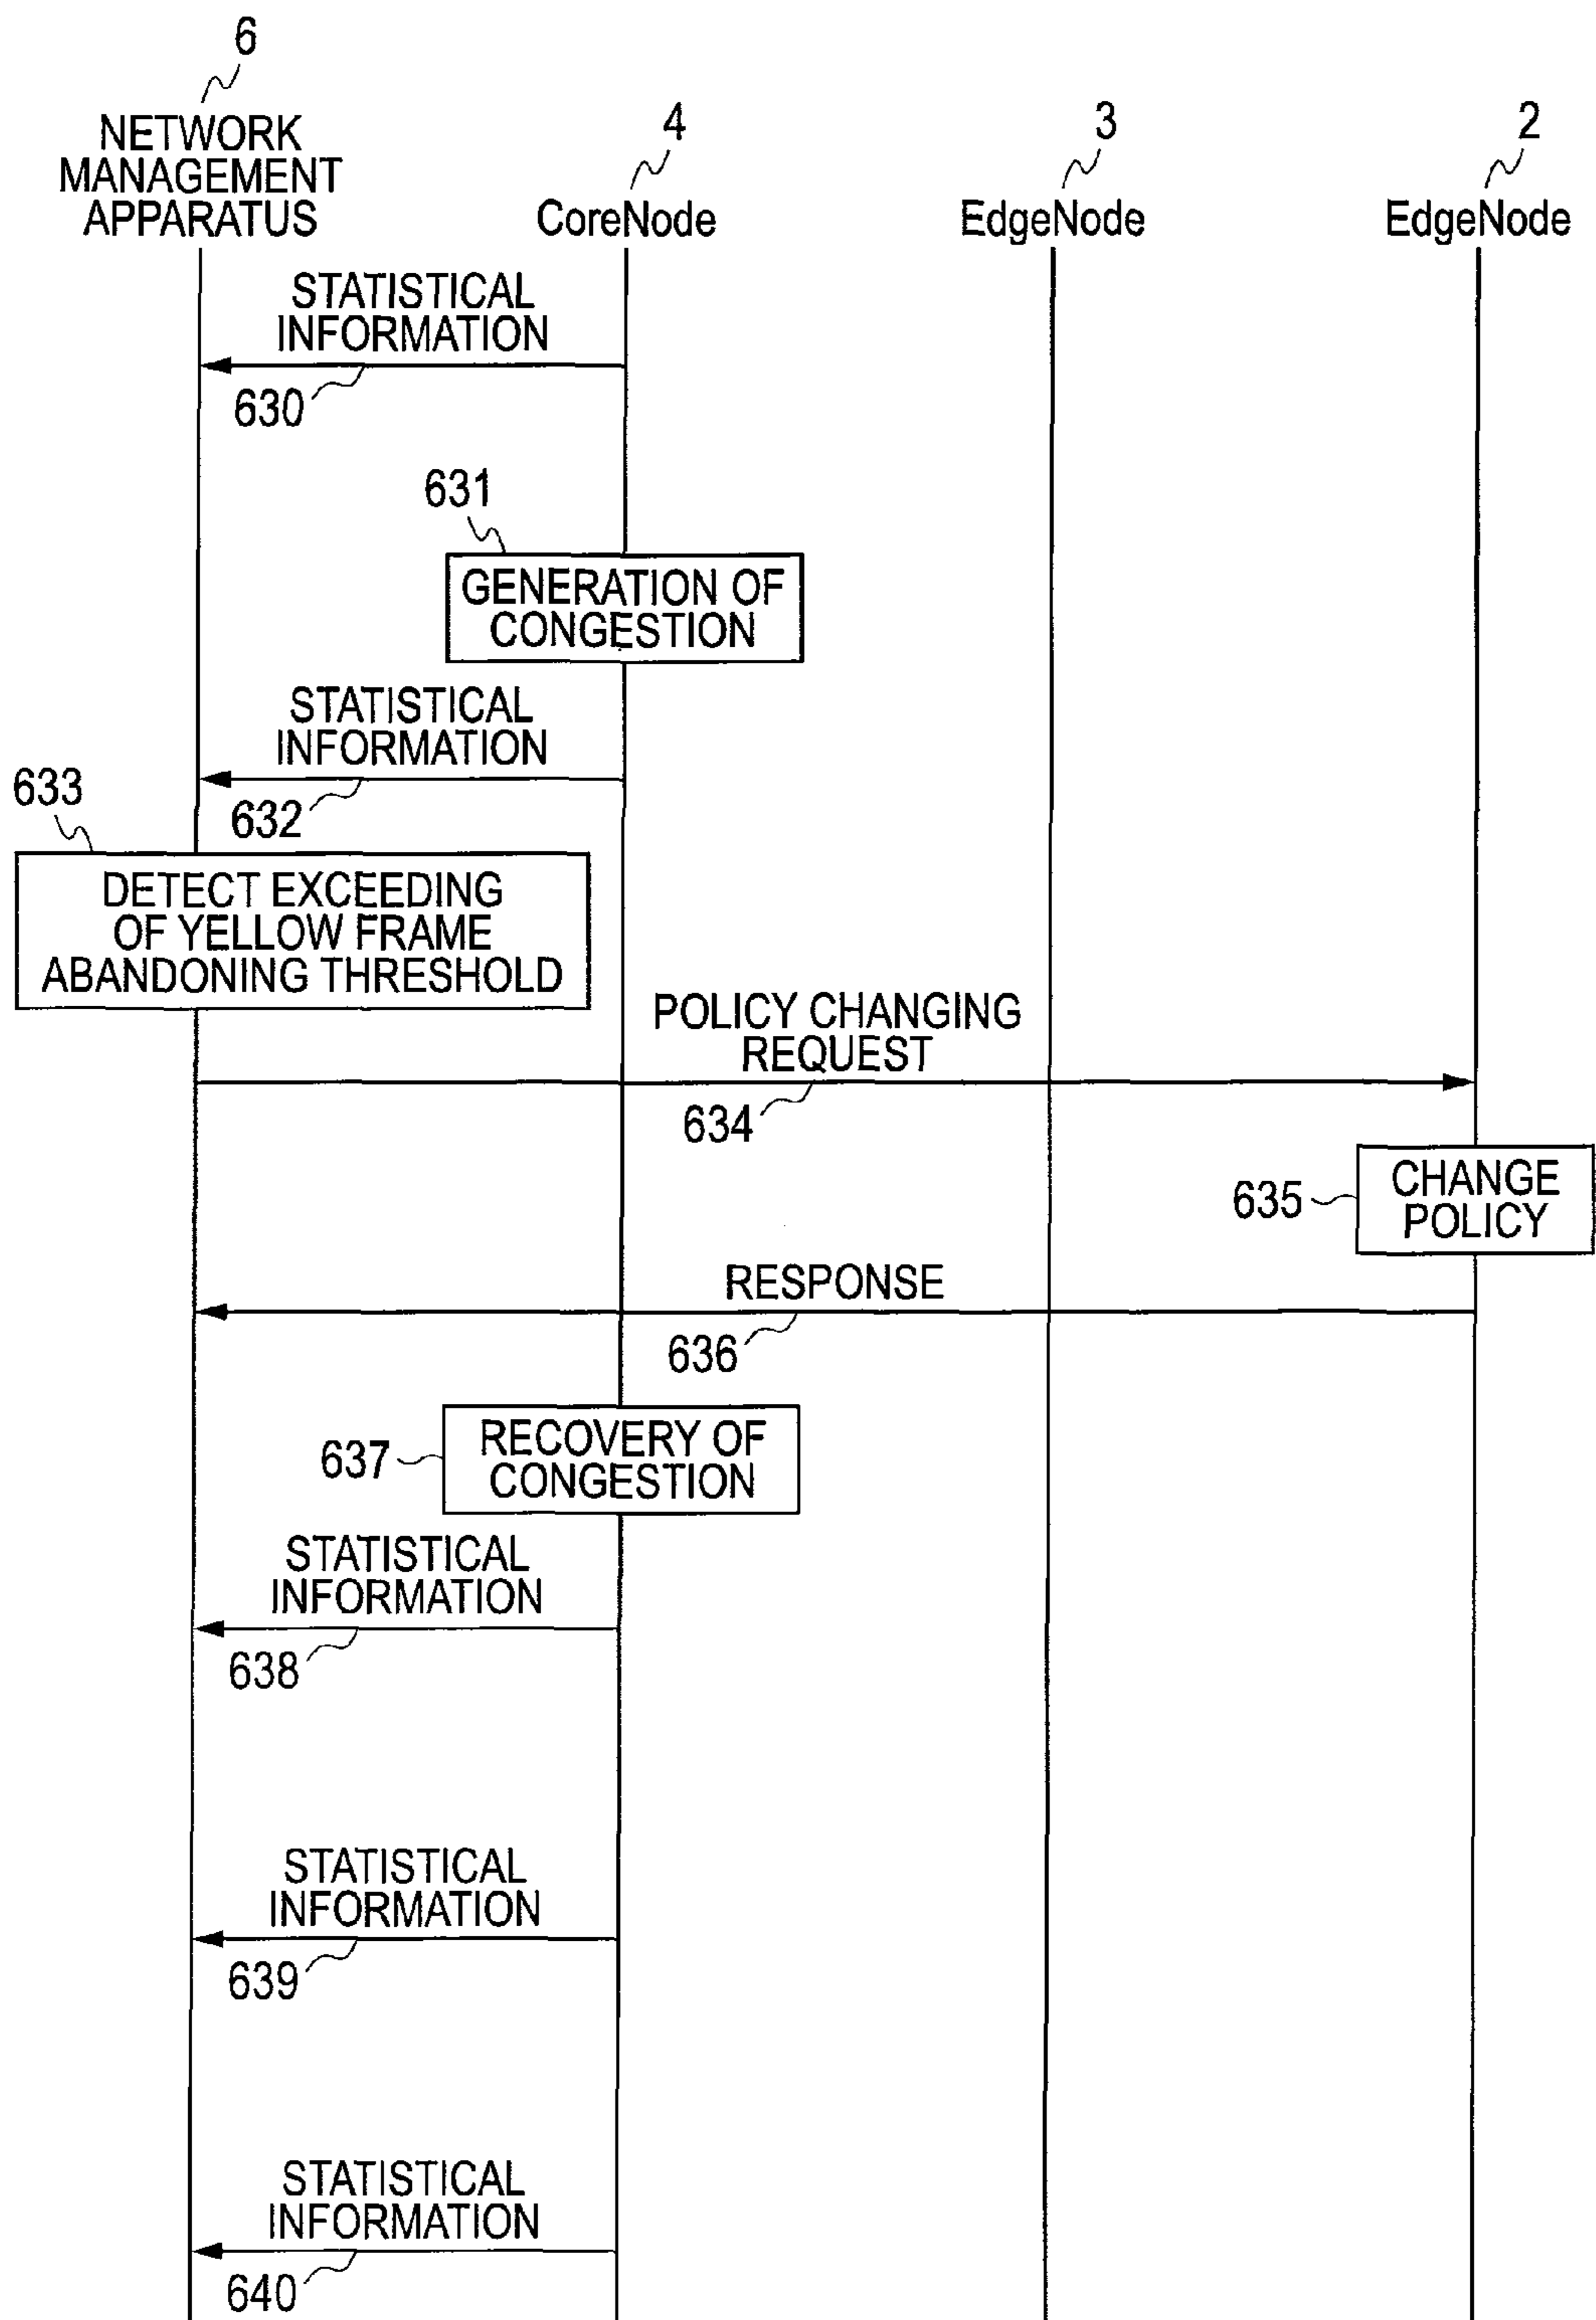 6
NETWORK
MANAGEMENT
APPARATUS
4
CoreNode
3
EdgeNode
2
EdgeNode
STATISTICAL
INFORMATION
630
631
GENERATION OF
CONGESTION
STATISTICAL
INFORMATION
632
633
DETECT EXCEEDING
OF YELLOW FRAME
ABANDONING THRESHOLD
POLICY CHANGING
REQUEST
634
635
CHANGE
POLICY
RESPONSE
636
637
RECOVERY OF
CONGESTION
STATISTICAL
INFORMATION
638
STATISTICAL
INFORMATION
639
STATISTICAL
INFORMATION
640